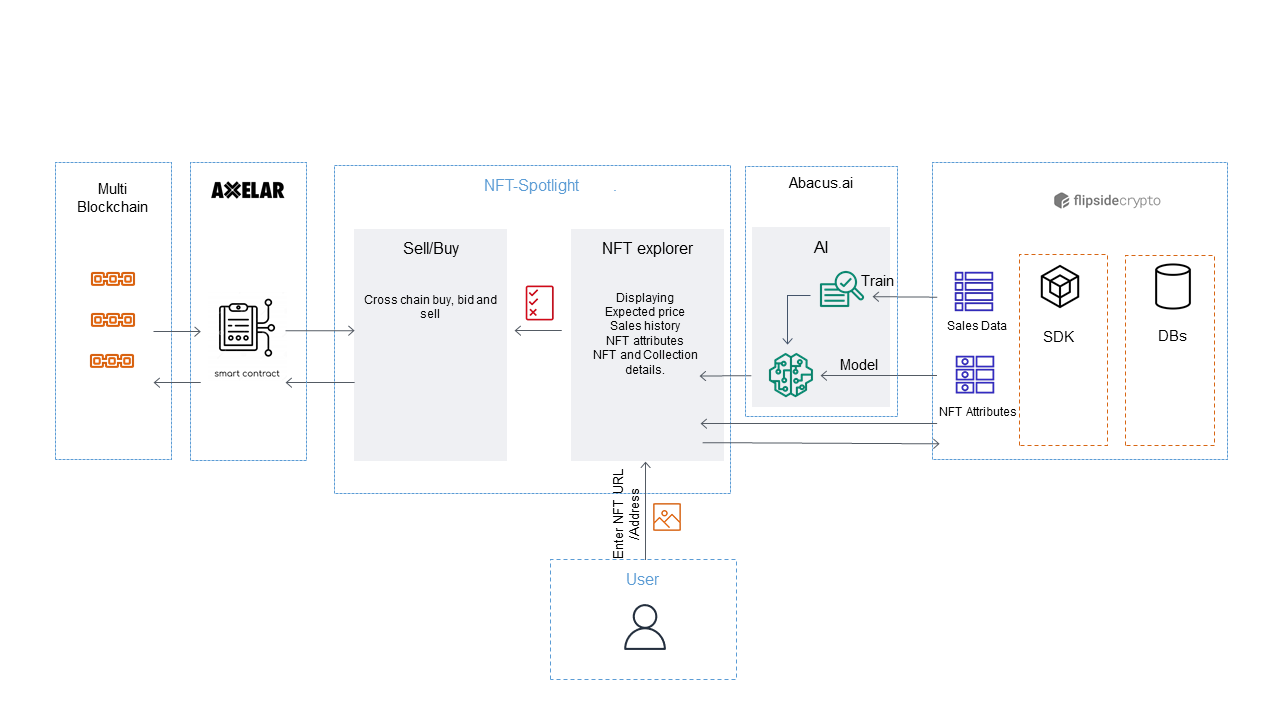 Multi
Blockchain
AXELAR
smart contract
NFT-Spotlight .
Sell/Buy
Cross chain buy, bid and
sell
NFT explorer
Displaying
Expected price
Sales history
NFT attributes
NFT and Collection
details.
Abacus.ai
AI
Train
Model
flipsidecrypto
Sales Data
NFT Attributes
SDK
DBs
Enter NFT URL
/Address
User